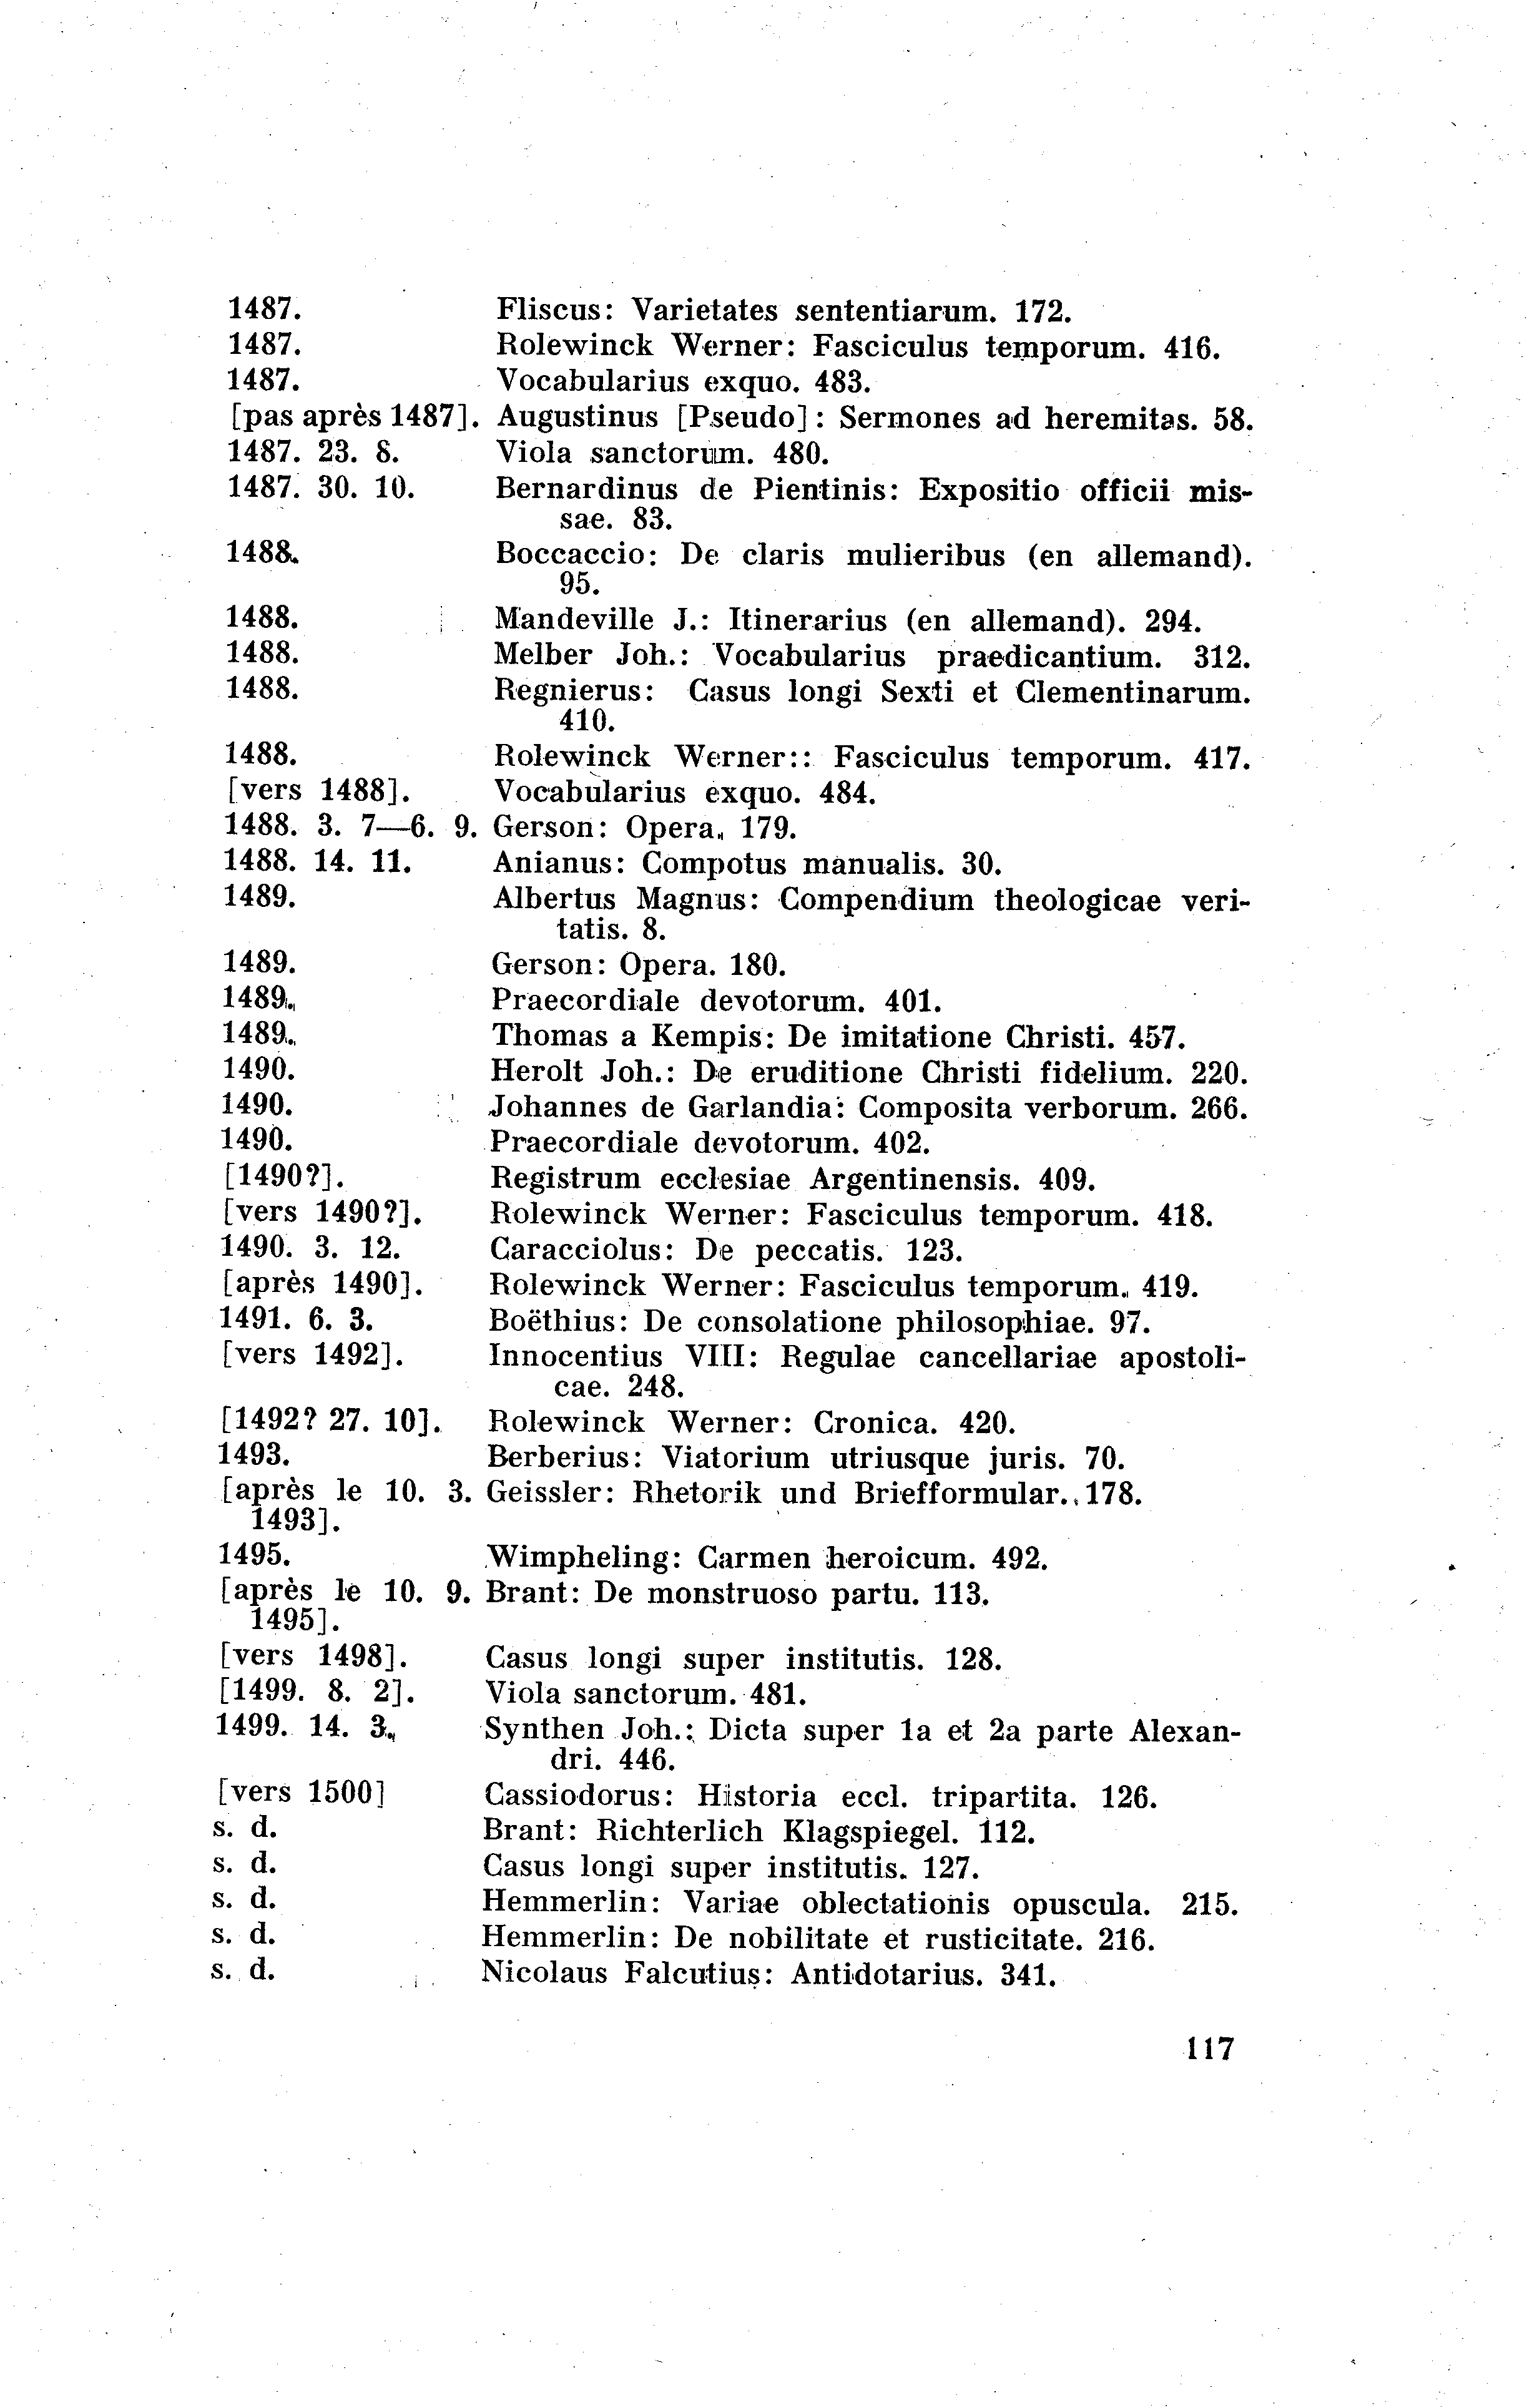 1487. Fliscus: Varietates sententiarum. 172.
1487. Rolewinck Werner: Fasciculus temporum. 416.
1487. Vocabularius exquo. 483.
[pas après 1487]. Augustinus [Pseudo]: Sermones ad heremitas. 58.
1487. 23. 8. Viola sanctorum. 480.
1487. 30. 10. Bernardinus de Pientinis: Expositio officii mis-
sae. 83.
1488. Boccaccio: De claris mulieribus (en allemand).
95.
1488. Mandeville J.: Itinerarius (en allemand). 294.
1488. Melber Joh.: Vocabularius praedicantium. 312.
1488. Regnierus: Casus longi Sexti et Clementinarum.
410.
1488. Rolewinck Werner:: Fasciculus temporum. 417.
[vers 1488]. Vocabularius exquo. 484.
1488. 3. 7—6. 9. Gerson: Opera. 179.
1488. 14. 11. Anianus: Compotus manualis. 30.
1489. Albertus Magnus: Compendium theologicae veri-
tatis. 8.
1489. Gerson: Opera. 180.
1489. Praecordiale devotorum. 401.
1489. Thomas a Kempis: De imitatione Christi. 457.
1490. Herolt Joh.: De eruditione Christi fidelium. 220.
1490. Johannes de Garlandia: Composita verborum. 266.
1490. Praecordiale devotorum. 402.
[1490?]. Registrum ecclesiae Argentinensis. 409.
[vers 1490?]. Rolewinck Werner: Fasciculus temporum. 418.
1490. 3. 12. Caracciolus: De peccatis. 123.
[après 1490]. Rolewinck Werner: Fasciculus temporum. 419.
1491. 6. 3. Boëthius: De consolatione philosophiae. 97.
[vers 1492]. Innocentius VIII: Regulae cancellariae apostoli-
cae. 248.
[1492? 27. 10]. Rolewinck Werner: Cronica. 420.
1493. Berberius: Viatorium utriusque juris. 70.
[après le 10. 3. Geissler: Rhetorik und Briefformular. 178.
1493].
1495. Wimpheling: Carmen heroicum. 492.
[après le 10. 9. Brant: De monstruoso partu. 113.
1495].
[vers 1498]. Casus longi super institutis. 128.
[1499. 8. 2]. Viola sanctorum. 481.
1499. 14. 3. Synthen Joh.: Dicta super 1a et 2a parte Alexan-
dri. 446.
[vers 1500] Cassiodorus: Historia eccl. tripartita. 126.
s. d. Brant: Richterlich Klagspiegel. 112.
s. d. Casus longi super institutis. 127.
s. d. Hemmerlin: Variae oblectationis opuscula. 215.
s. d. Hemmerlin: De nobilitate et rusticitate. 216.
s. d. Nicolaus Falcutius: Antidotarius. 341.
117